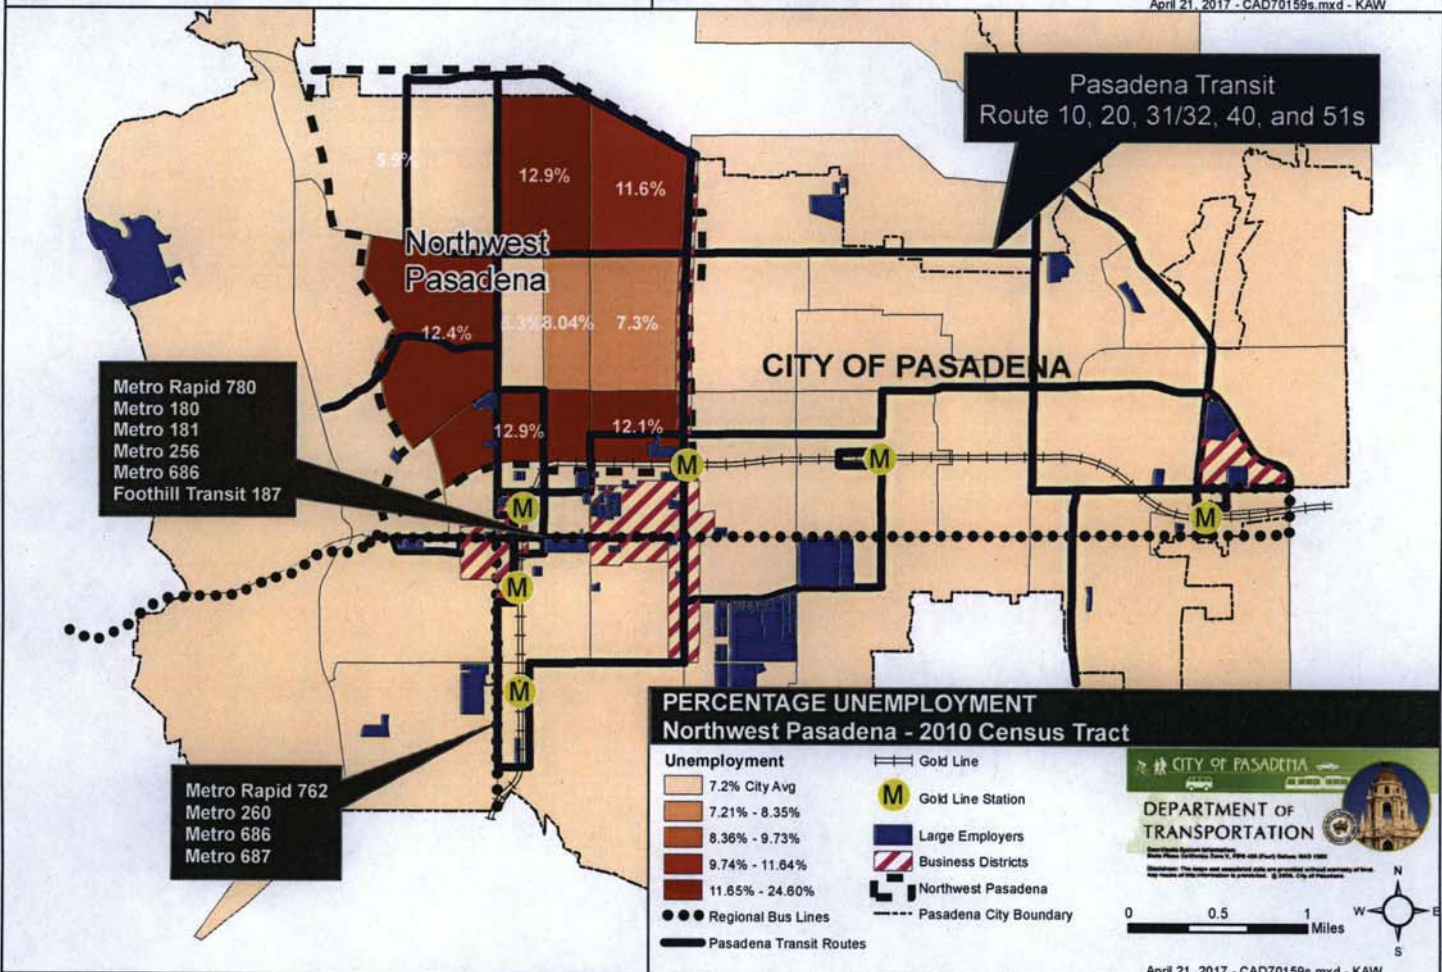 April 21, 2017 - CAD70159s.mxd - KAW
Pasadena Transit
Route 10, 20, 31/32, 40, and 51s
5.5%
12.9%
11.6%
Northwest
Pasadena
12.4%
8.04%
7.3%
CITY OF PASADENA
Metro Rapid 780
Metro 180
Metro 181
Metro 256
Metro 686
Foothill Transit 187
12.9%
12.1%
M
M
M
M
M
M
Metro Rapid 762
Metro 260
Metro 686
Metro 687
PERCENTAGE UNEMPLOYMENT
Northwest Pasadena - 2010 Census Tract
Unemployment
7.2% City Avg
7.21% - 8.35%
8.36% - 9.73%
9.74% - 11.64%
11.65% - 24.60%
Regional Bus Lines
Pasadena Transit Routes
Gold Line
M
Gold Line Station
Large Employers
Business Districts
Northwest Pasadena
Pasadena City Boundary
CITY OF PASADENA
DEPARTMENT OF
TRANSPORTATION
0 0.5 1
Miles
N
W E
S
April 21, 2017 - CAD70159s.mxd - KAW